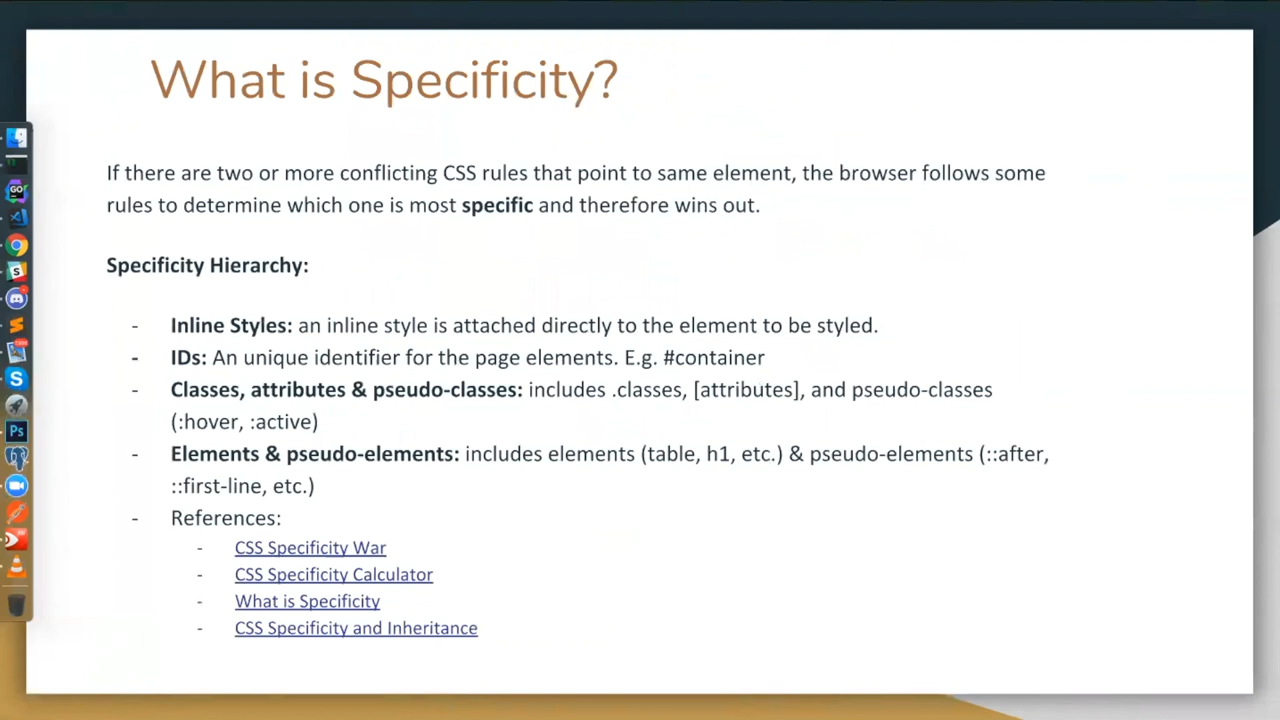 What is Specificity?
If there are two or more conflicting CSS rules that point to same element, the browser follows some
rules to determine which one is most specific and therefore wins out.
Specificity Hierarchy:
- Inline Styles: an inline style is attached directly to the element to be styled.
- IDs: An unique identifier for the page elements. E.g. #container
- Classes, attributes & pseudo-classes: includes .classes, [attributes], and pseudo-classes
(:hover, :active)
- Elements & pseudo-elements: includes elements (table, h1, etc.) & pseudo-elements (::after,
::first-line, etc.)
- References:
- CSS Specificity War
- CSS Specificity Calculator
- What is Specificity
- CSS Specificity and Inheritance
GO
S
S
Ps